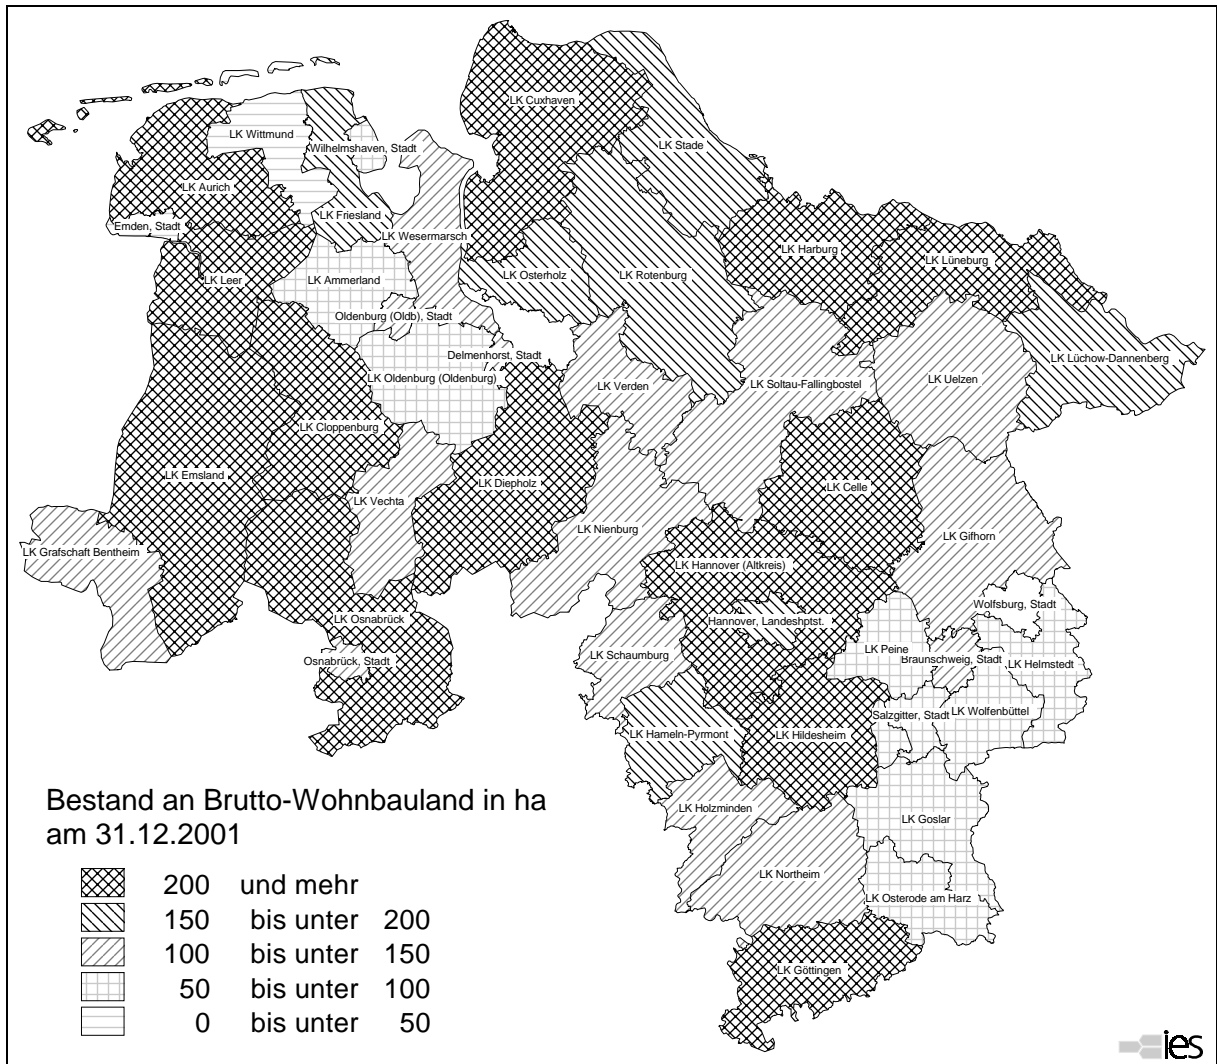 LK Cuxhaven
LK Wittmund
Wilhelmshaven, Stadt
LK Stade
LK Aurich
LK Friesland
Emden, Stadt
LK Wesermarsch
LK Harburg
LK Lüneburg
LK Leer
LK Ammerland
LK Osterholz
LK Rotenburg
Oldenburg (Oldb), Stadt
Delmenhorst, Stadt
LK Lüchow-Dannenberg
LK Oldenburg (Oldenburg)
LK Verden
LK Soltau-Fallingbostel
LK Uelzen
LK Cloppenburg
LK Emsland
LK Diepholz
LK Celle
LK Vechta
LK Nienburg
LK Gifhorn
LK Grafschaft Bentheim
LK Hannover (Altkreis)
Wolfsburg, Stadt
LK Osnabrück
Hannover, Landeshptst.
LK Peine
LK Schaumburg
Braunschweig, Stadt
LK Helmstedt
Osnabrück, Stadt
Salzgitter, Stadt
LK Wolfenbüttel
LK Hameln-Pyrmont
LK Hildesheim
LK Holzminden
LK Goslar
LK Northeim
LK Osterode am Harz
LK Göttingen
Bestand an Brutto-Wohnbauland in ha
am 31.12.2001
200 und mehr
150 bis unter 200
100 bis unter 150
50 bis unter 100
0 bis unter 50
ies